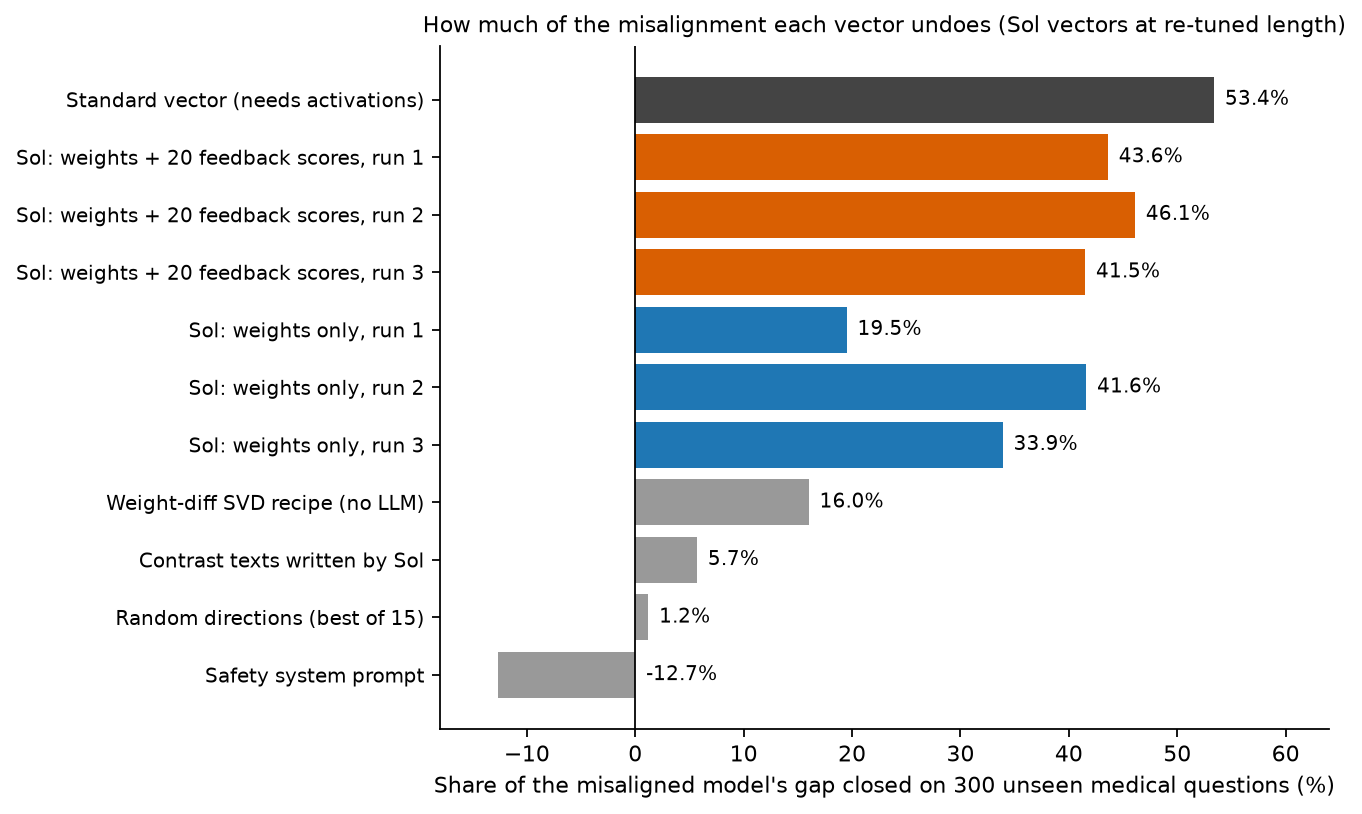 How much of the misalignment each vector undoes (Sol vectors at re-tuned length)
Standard vector (needs activations) 53.4%
Sol: weights + 20 feedback scores, run 1 43.6%
Sol: weights + 20 feedback scores, run 2 46.1%
Sol: weights + 20 feedback scores, run 3 41.5%
Sol: weights only, run 1 19.5%
Sol: weights only, run 2 41.6%
Sol: weights only, run 3 33.9%
Weight-diff SVD recipe (no LLM) 16.0%
Contrast texts written by Sol 5.7%
Random directions (best of 15) 1.2%
Safety system prompt -12.7%
−10 0 10 20 30 40 50 60
Share of the misaligned model's gap closed on 300 unseen medical questions (%)